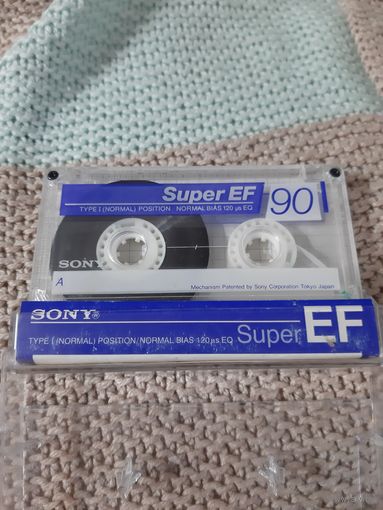 Super EF
TYPE I (NORMAL) POSITION NORMAL BIAS 120 µs EQ
90
SONY
A
Mechanism Patented by Sony Corporation Tokyo Japan
SONY®
TYPE I (NORMAL) POSITION/NORMAL BIAS 120 µs EQ
Super EF